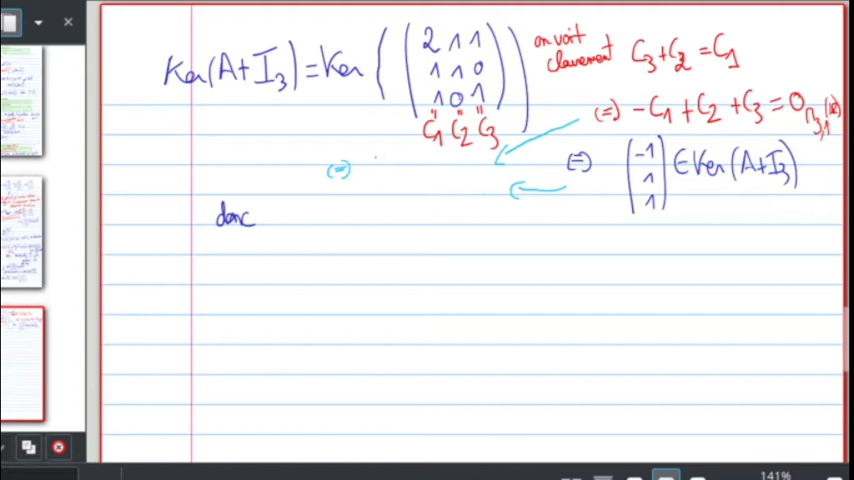 Ker(A+I₃)=Ker ( ( 2 1 1
1 1 0
1 0 1 ) )
C₁ C₂ C₃
on voit
clairement C₃+C₂=C₁
(=) -C₁+C₂+C₃=0
(=) ( -1
1
1 ) ∈ Ker(A+I₃)
(=)
donc
141%